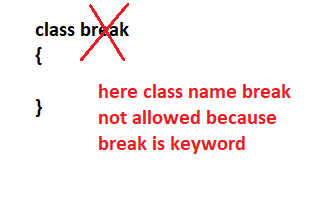 class break
{
here class name break
not allowed because
}
break is keyword